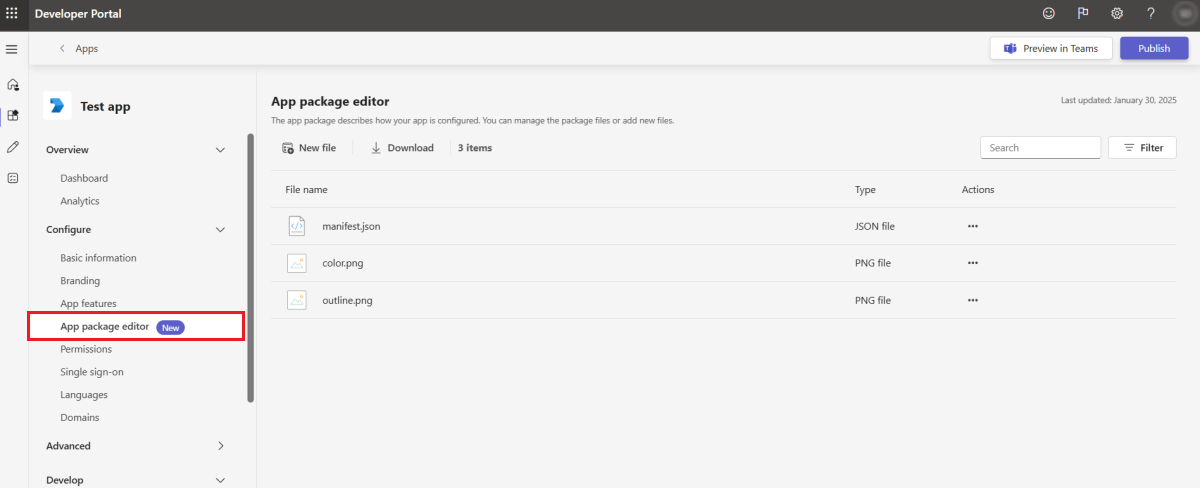 Developer Portal
?
Apps
Preview in Teams
Publish
Test app
Overview
Dashboard
Analytics
Configure
Basic information
Branding
App features
App package editor New
Permissions
Single sign-on
Languages
Domains
Advanced
Develop
App package editor
Last updated: January 30, 2025
The app package describes how your app is configured. You can manage the package files or add new files.
New file
Download
3 items
Search
Filter
File name Type Actions
manifest.json JSON file •••
color.png PNG file •••
outline.png PNG file •••